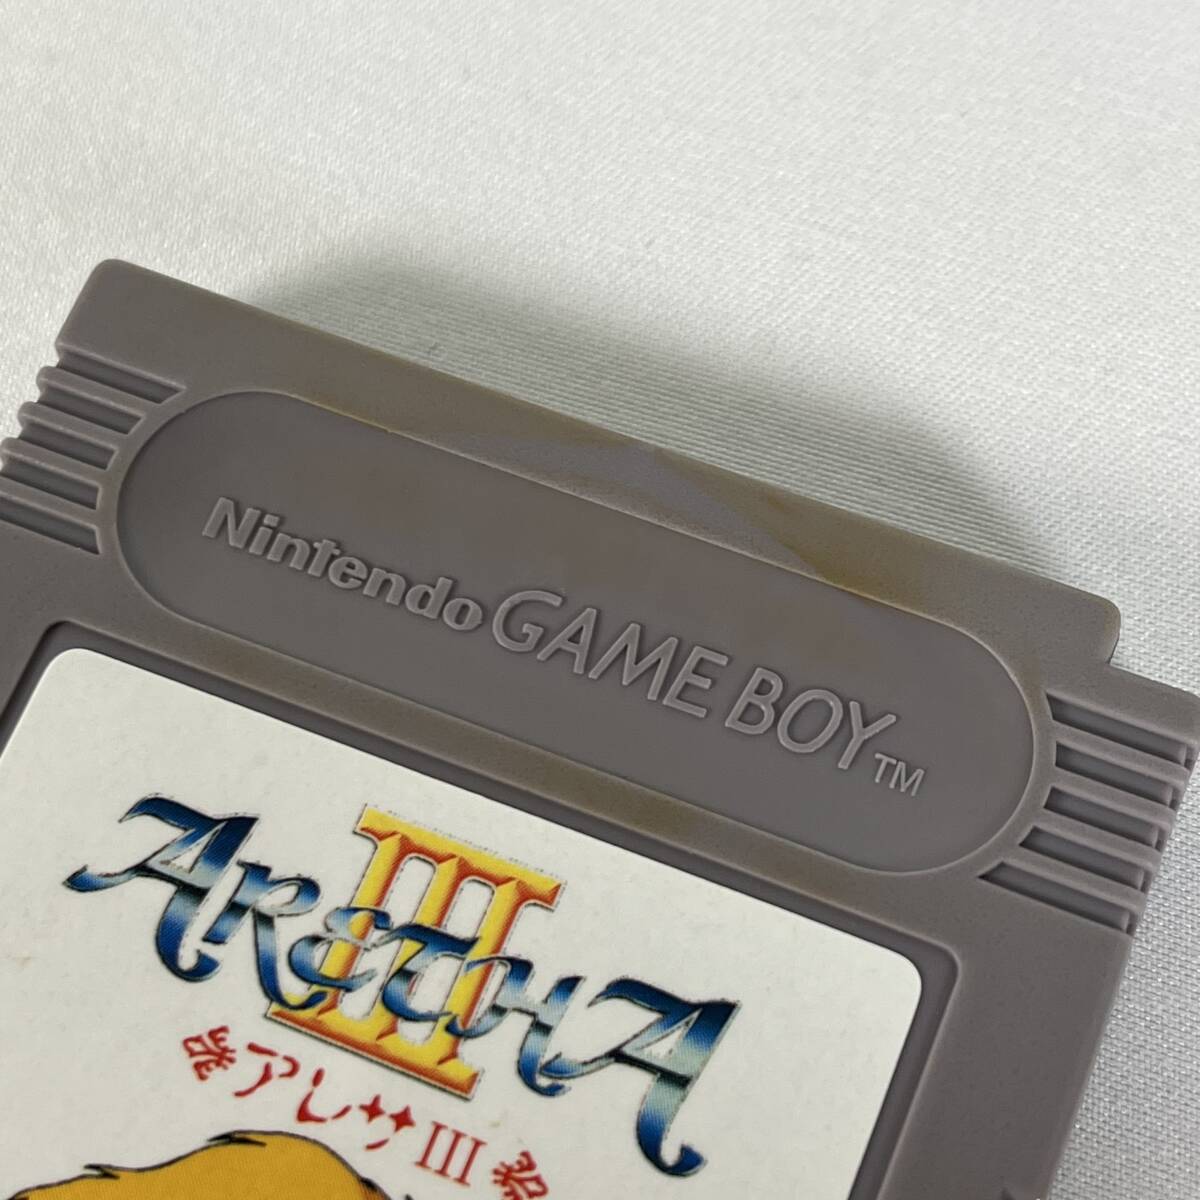 Nintendo GAME BOY™
ARETHA III
アレサIII